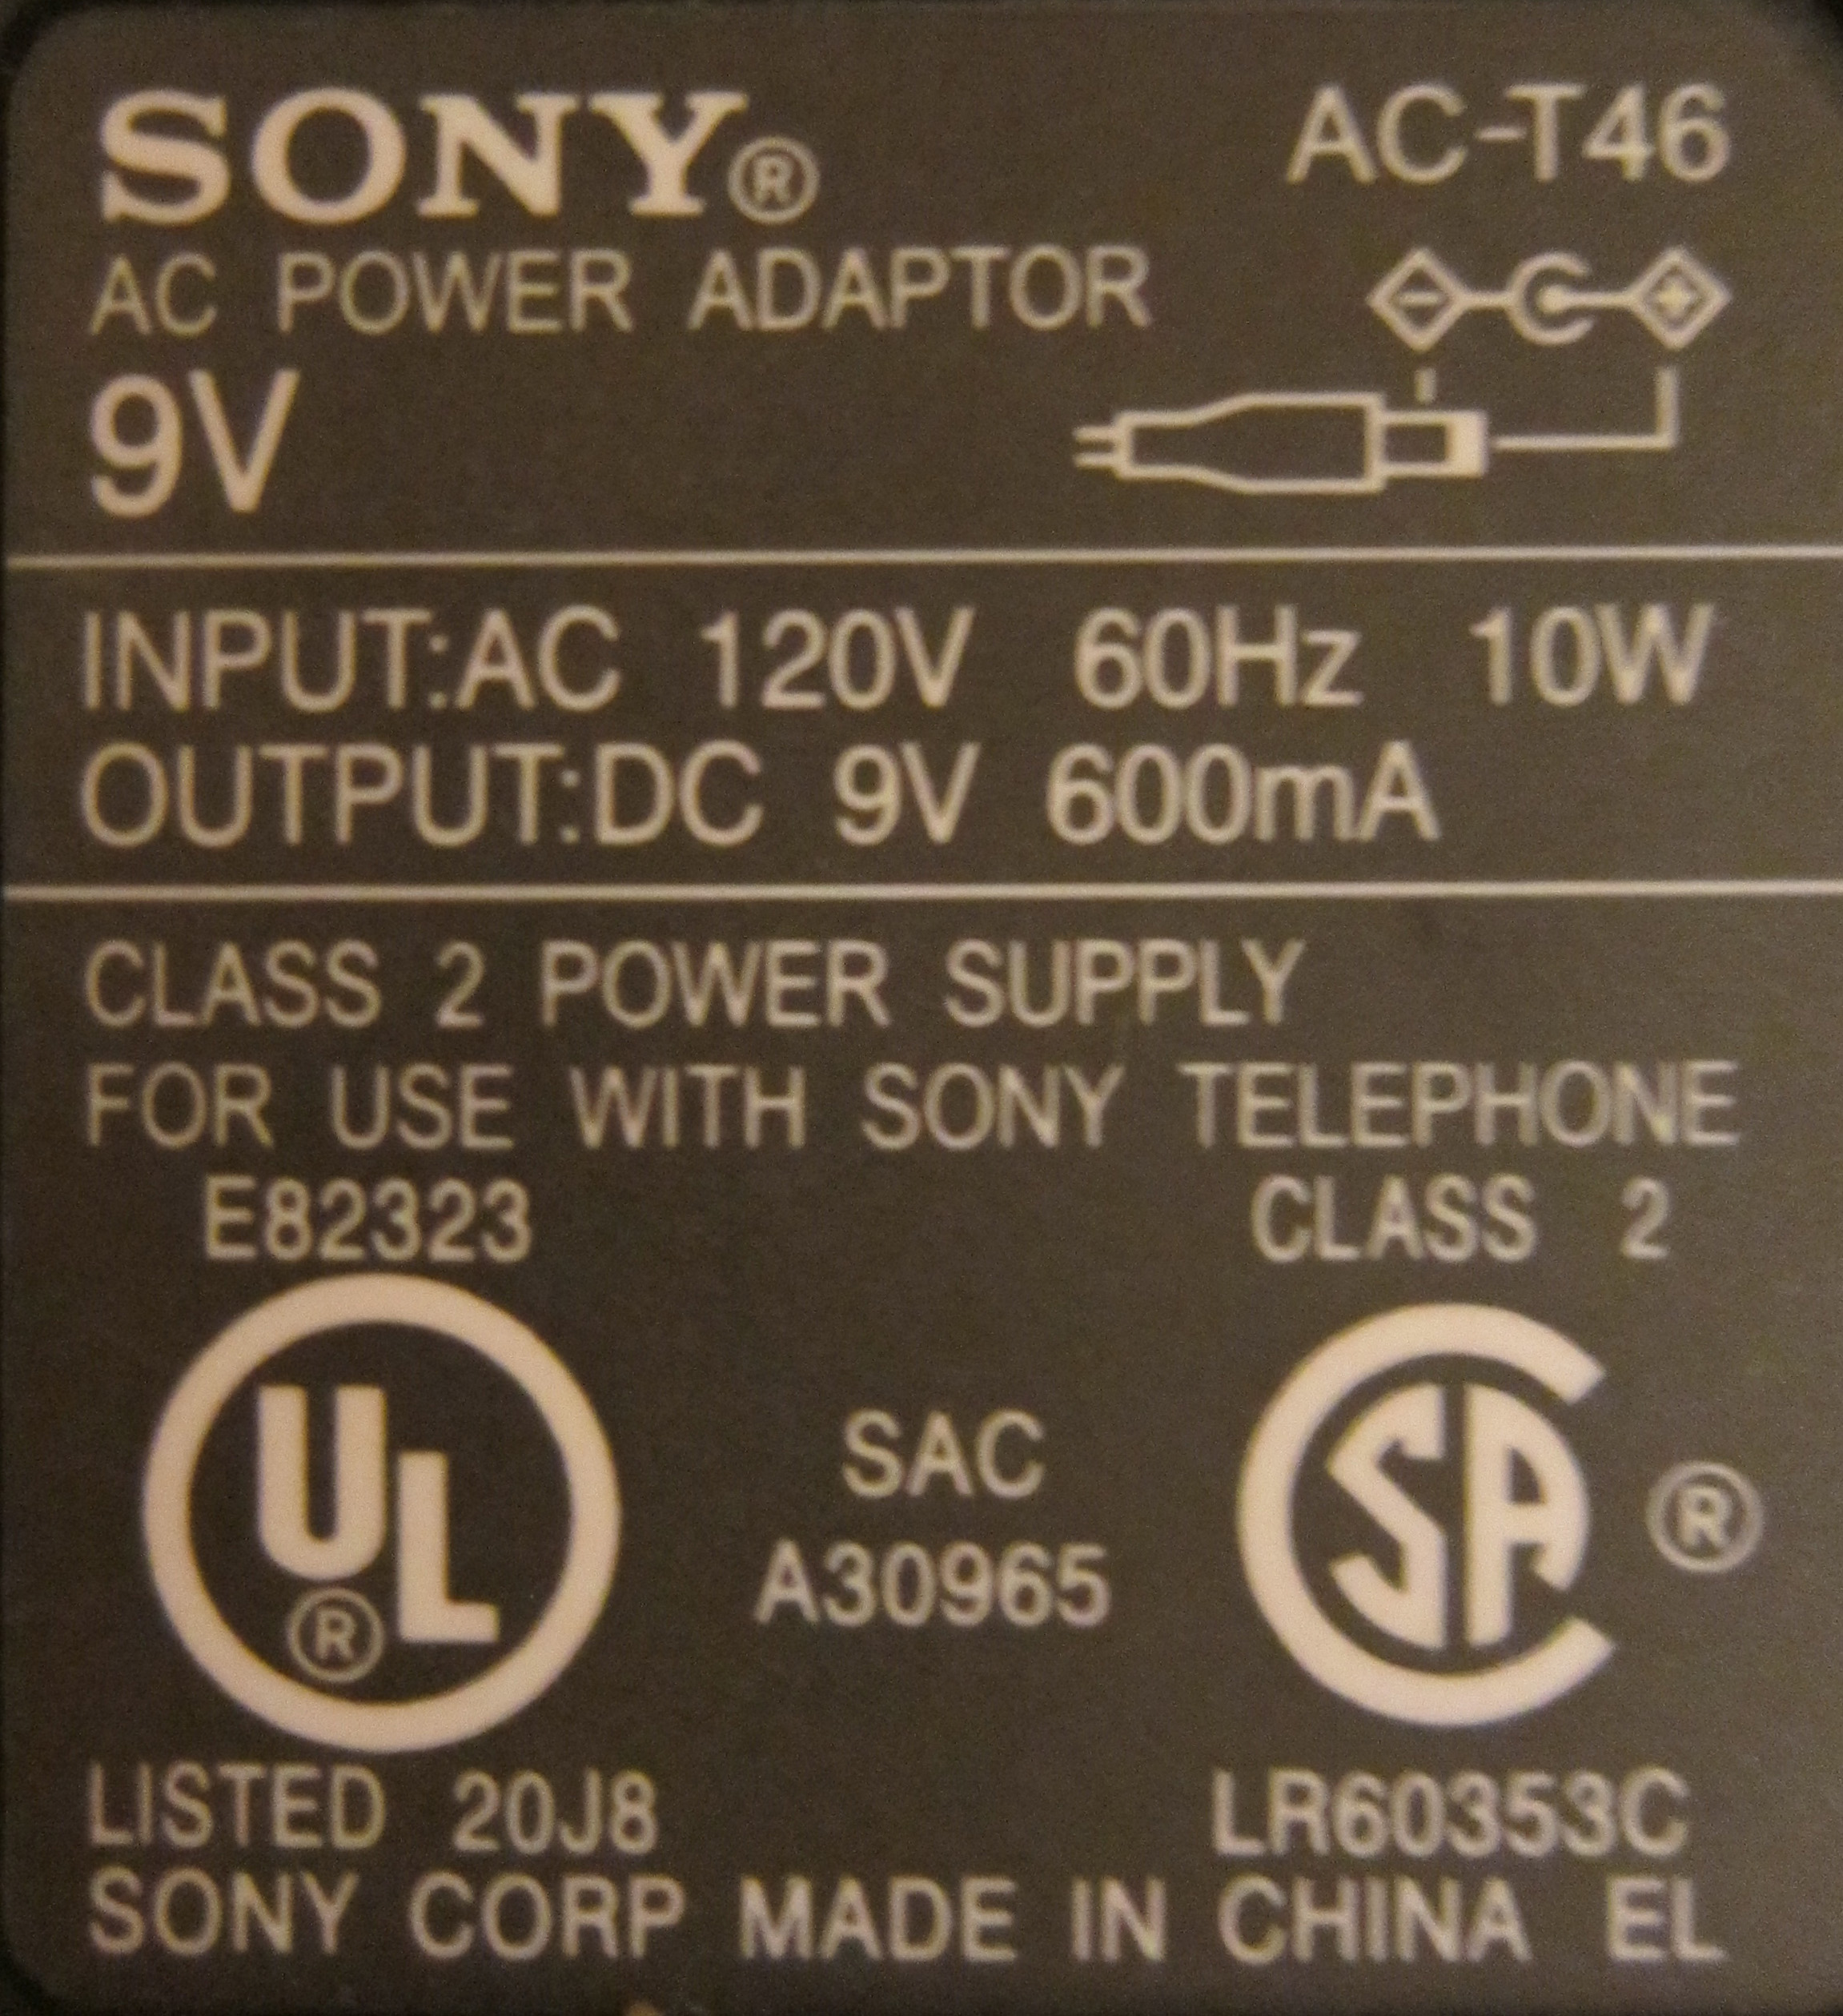 SONY® AC-T46
AC POWER ADAPTOR
9V
INPUT:AC 120V 60Hz 10W
OUTPUT:DC 9V 600mA
CLASS 2 POWER SUPPLY
FOR USE WITH SONY TELEPHONE
E82323 CLASS 2
UL® SAC CSA®
A30965
LISTED 20J8 LR60353C
SONY CORP MADE IN CHINA EL